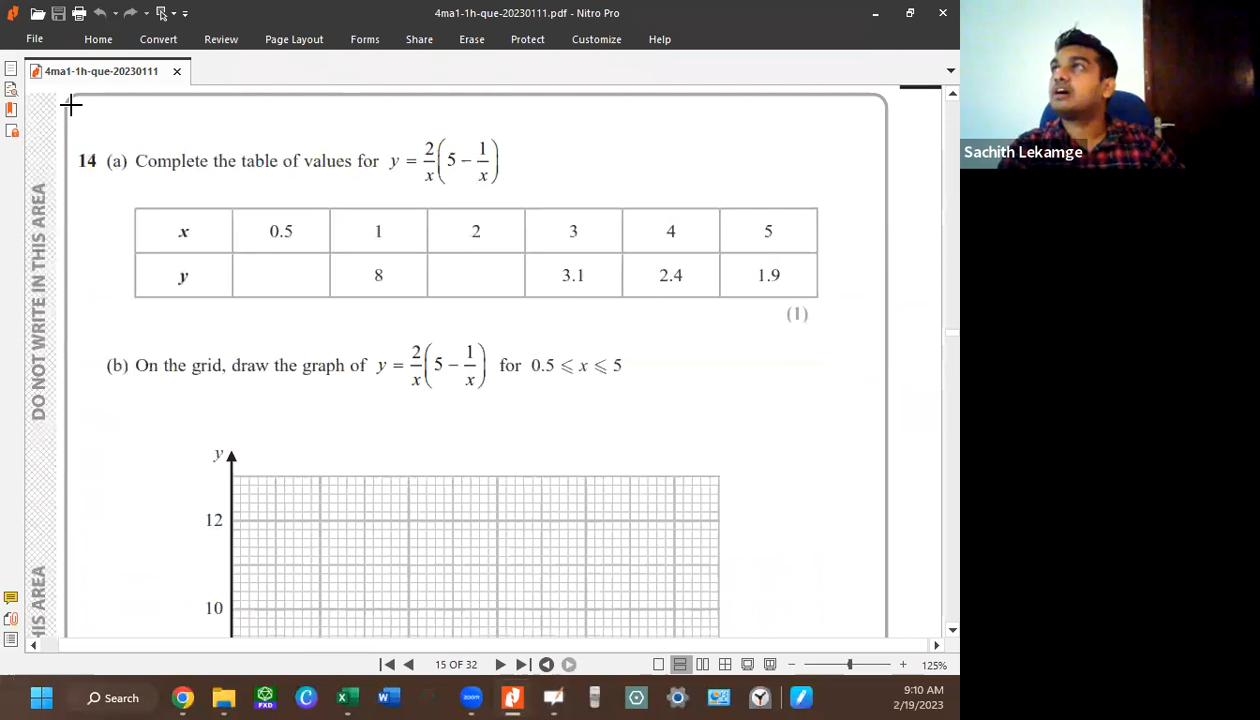 4ma1-1h-que-20230111.pdf - Nitro Pro
File Home Convert Review Page Layout Forms Share Erase Protect Customize Help
4ma1-1h-que-20230111
14 (a) Complete the table of values for y = 2/x(5 − 1/x)
x 0.5 1 2 3 4 5
y 8 3.1 2.4 1.9
(1)
(b) On the grid, draw the graph of y = 2/x(5 − 1/x) for 0.5 ⩽ x ⩽ 5
y
12
10
DO NOT WRITE IN THIS AREA
HIS AREA
Sachith Lekamge
15 OF 32
125%
Search
FXD
zoom
9:10 AM
2/19/2023